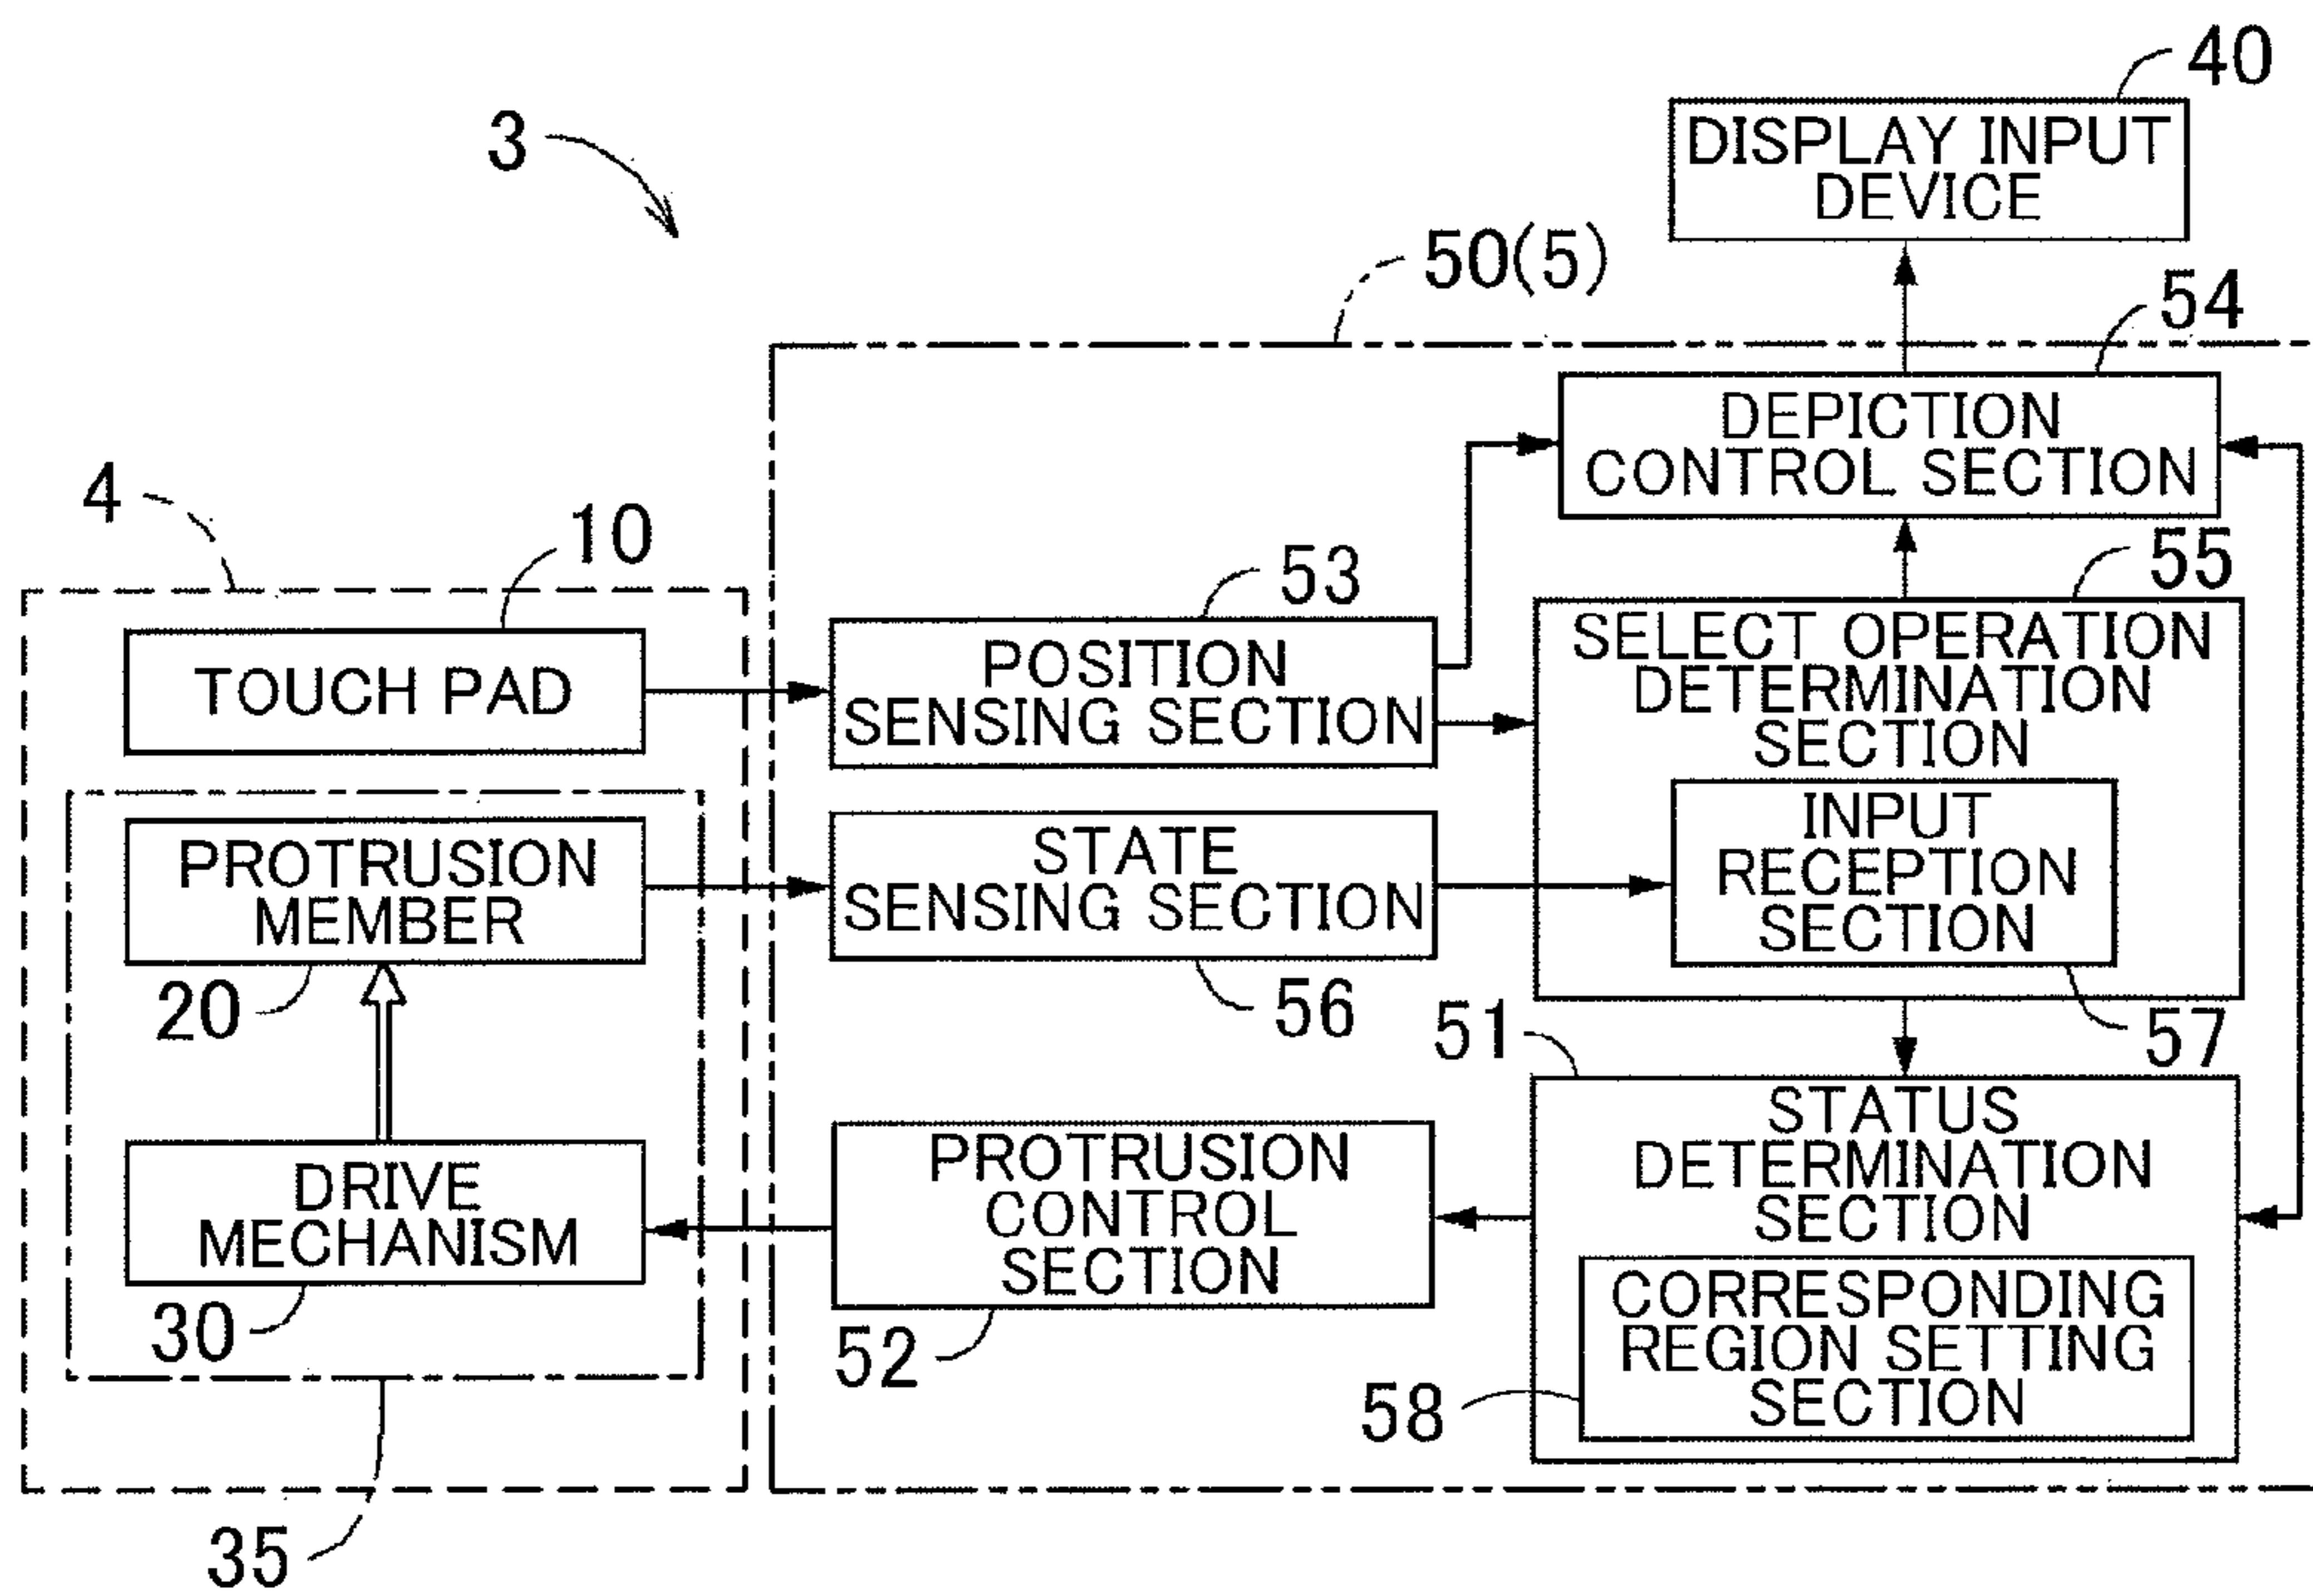 40
DISPLAY INPUT
DEVICE
3
50(5)
54
DEPICTION
CONTROL SECTION
4
10
53
55
TOUCH PAD
POSITION
SENSING SECTION
SELECT OPERATION
DETERMINATION
SECTION
INPUT
RECEPTION
SECTION
PROTRUSION
MEMBER
STATE
SENSING SECTION
20
56
57
51
STATUS
DETERMINATION
SECTION
DRIVE
MECHANISM
PROTRUSION
CONTROL
SECTION
CORRESPONDING
REGION SETTING
SECTION
30
52
58
35